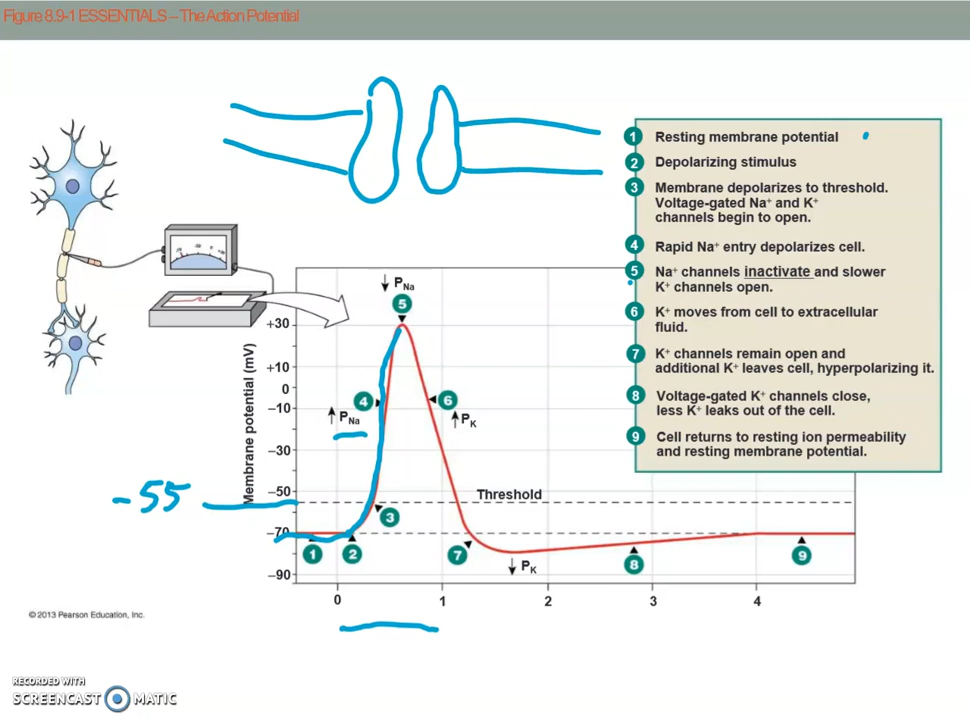 Figure 8.9-1 ESSENTIALS – The Action Potential
1 Resting membrane potential
2 Depolarizing stimulus
3 Membrane depolarizes to threshold.
Voltage-gated Na⁺ and K⁺
channels begin to open.
4 Rapid Na⁺ entry depolarizes cell.
5 Na⁺ channels inactivate and slower
K⁺ channels open.
6 K⁺ moves from cell to extracellular
fluid.
7 K⁺ channels remain open and
additional K⁺ leaves cell, hyperpolarizing it.
8 Voltage-gated K⁺ channels close,
less K⁺ leaks out of the cell.
9 Cell returns to resting ion permeability
and resting membrane potential.
↓ PNa
5
+30
+10
0
−10
−30
−50
−70
−90
Membrane potential (mV)
4
↑ PNa
6
↑ PK
-55
Threshold
3
1
2
7
↓ PK
8
9
0
1
2
3
4
© 2013 Pearson Education, Inc.
RECORDED WITH
SCREENCAST MATIC